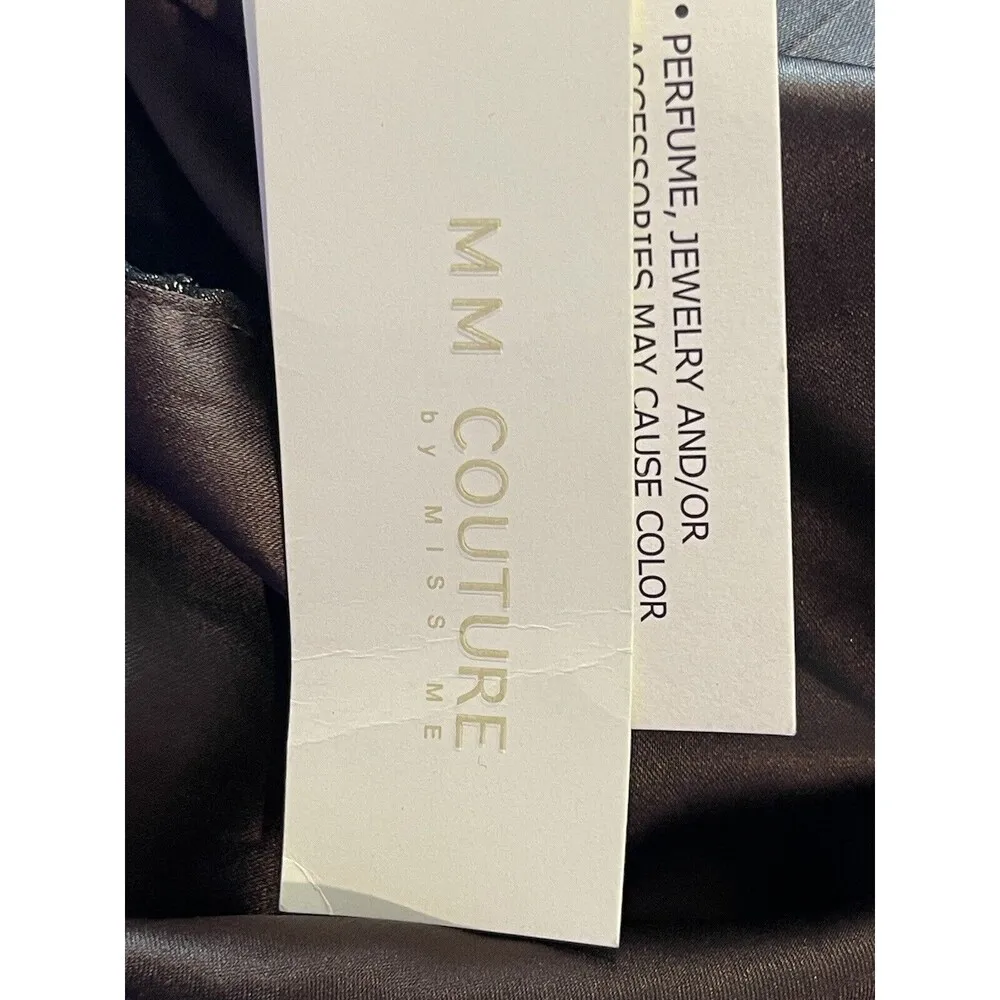 MM COUTURE
by MISS ME
• PERFUME, JEWELRY AND/OR
ACCESSORIES MAY CAUSE COLOR